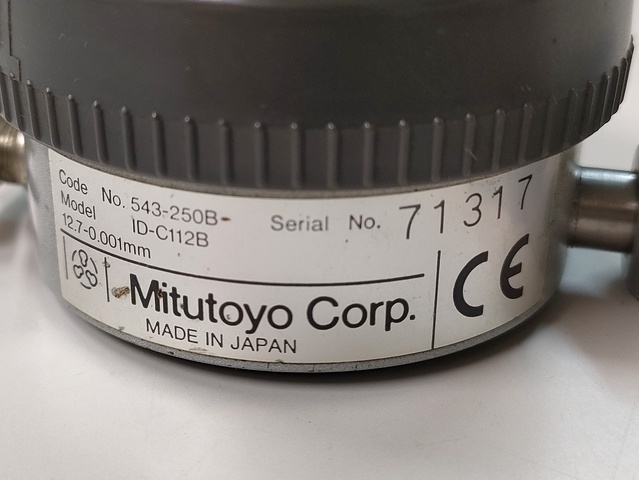 Code No. 543-250B-
Model ID-C112B
12.7-0.001mm
Serial No. 71317
Mitutoyo Corp.
MADE IN JAPAN
CE